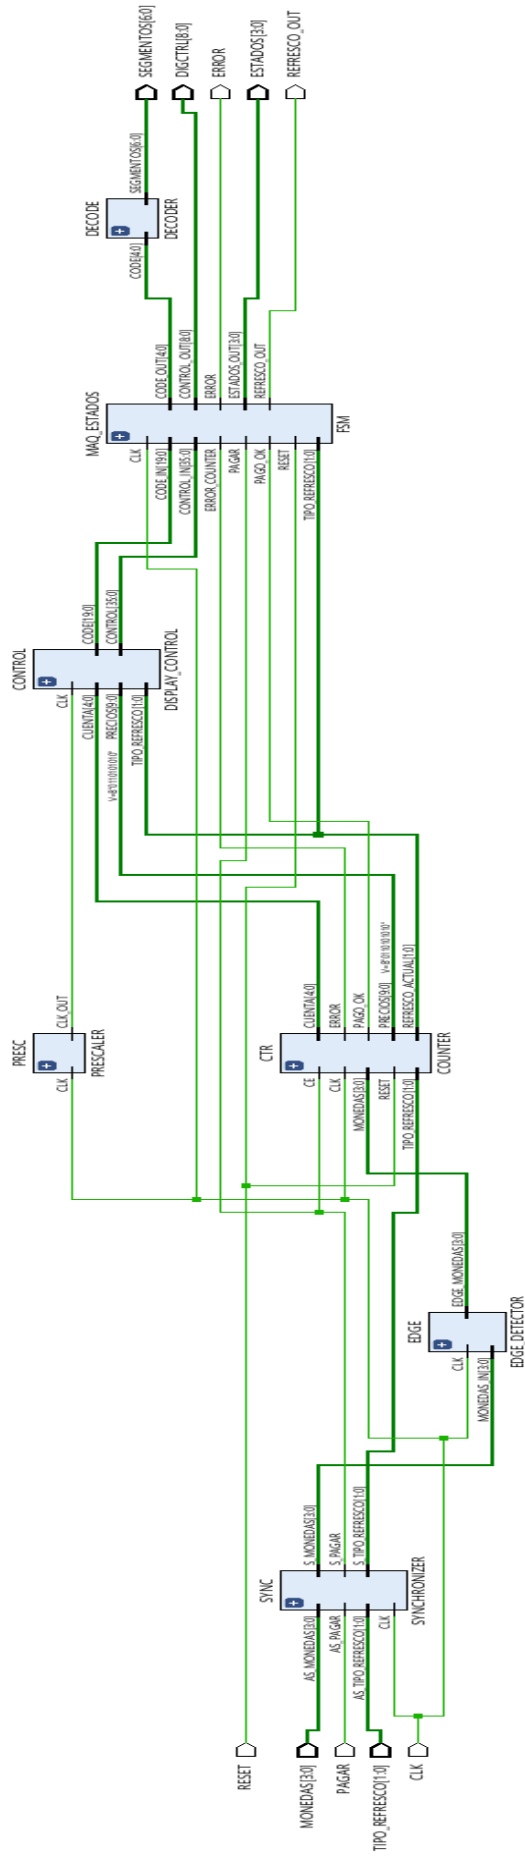 RESET
MONEDAS[3:0]
PAGAR
TIPO_REFRESCO[1:0]
CLK
SYNC
AS_MONEDAS[3:0]
AS_PAGAR
AS_TIPO_REFRESCO[1:0]
CLK
S_MONEDAS[3:0]
S_PAGAR
S_TIPO_REFRESCO[1:0]
SYNCHRONIZER
EDGE
CLK
MONEDAS_IN[3:0]
EDGE_MONEDAS[3:0]
EDGE_DETECTOR
PRESC
CLK
CLK_OUT
PRESCALER
CTR
CE
CLK
MONEDAS[3:0]
RESET
TIPO_REFRESCO[1:0]
CUENTA[4:0]
ERROR
PAGO_OK
PRECIOS[9:0]
REFRESCO_ACTUAL[1:0]
COUNTER
CONTROL
CLK
CUENTA[4:0]
PRECIOS[9:0]
TIPO_REFRESCO[1:0]
CODE[19:0]
CONTROL[35:0]
DISPLAY_CONTROL
MAQ_ESTADOS
CLK
CODE_IN[19:0]
CONTROL_IN[35:0]
ERROR_COUNTER
PAGAR
PAGO_OK
RESET
TIPO_REFRESCO[1:0]
CODE_OUT[4:0]
CONTROL_OUT[8:0]
ERROR
ESTADOS_OUT[3:0]
REFRESCO_OUT
FSM
DECODE
CODE[4:0]
SEGMENTOS[6:0]
DECODER
SEGMENTOS[6:0]
DIGCTRL[8:0]
ERROR
ESTADOS[3:0]
REFRESCO_OUT